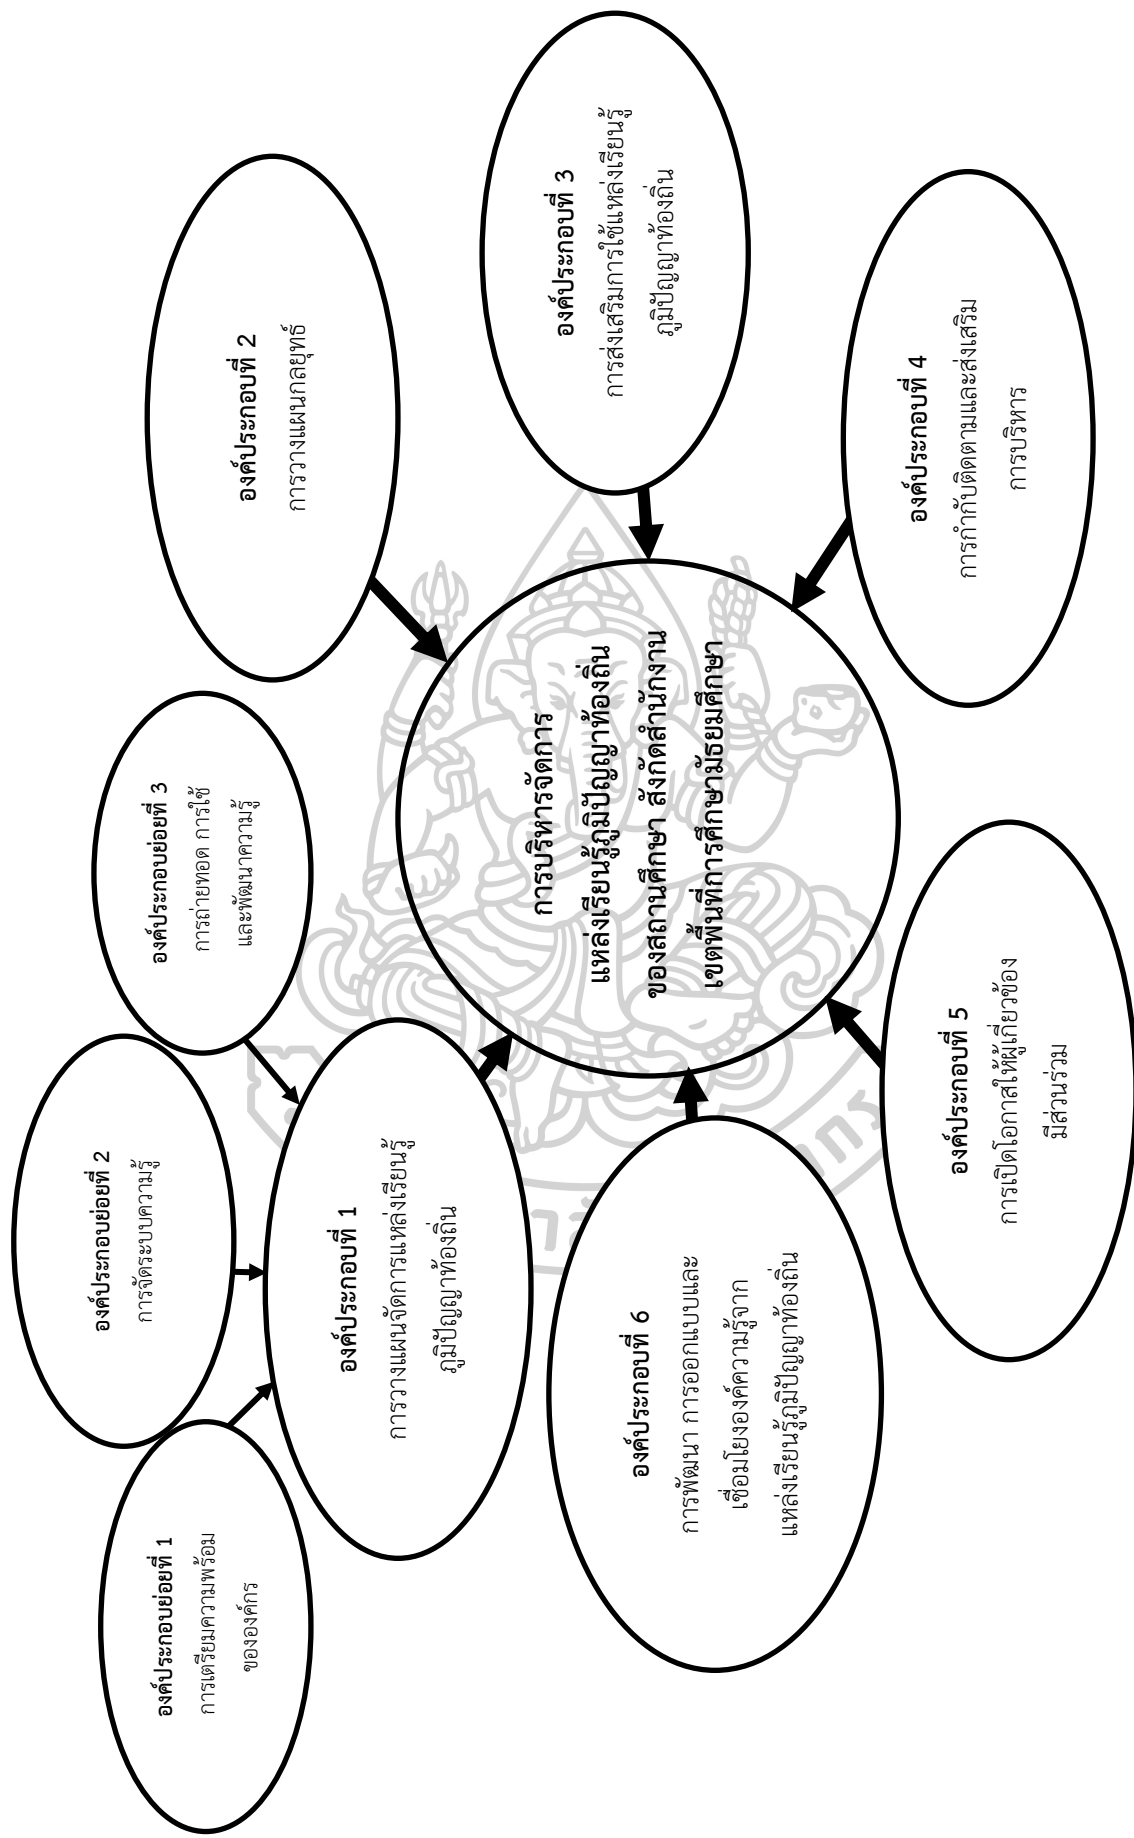 องค์ประกอบย่อยที่ 1
การเตรียมความพร้อม
ขององค์กร
องค์ประกอบย่อยที่ 2
การจัดระบบความรู้
องค์ประกอบย่อยที่ 3
การถ่ายทอด การใช้
และพัฒนาความรู้
องค์ประกอบที่ 1
การวางแผนจัดการแหล่งเรียนรู้
ภูมิปัญญาท้องถิ่น
องค์ประกอบที่ 2
การวางแผนกลยุทธ์
องค์ประกอบที่ 3
การส่งเสริมการใช้แหล่งเรียนรู้
ภูมิปัญญาท้องถิ่น
การบริหารจัดการ
แหล่งเรียนรู้ภูมิปัญญาท้องถิ่น
ของสถานศึกษา สังกัดสำนักงาน
เขตพื้นที่การศึกษามัธยมศึกษา
องค์ประกอบที่ 6
การพัฒนา การออกแบบและ
เชื่อมโยงองค์ความรู้จาก
แหล่งเรียนรู้ภูมิปัญญาท้องถิ่น
องค์ประกอบที่ 5
การเปิดโอกาสให้ผู้เกี่ยวข้อง
มีส่วนร่วม
องค์ประกอบที่ 4
การกำกับติดตามและส่งเสริม
การบริหาร